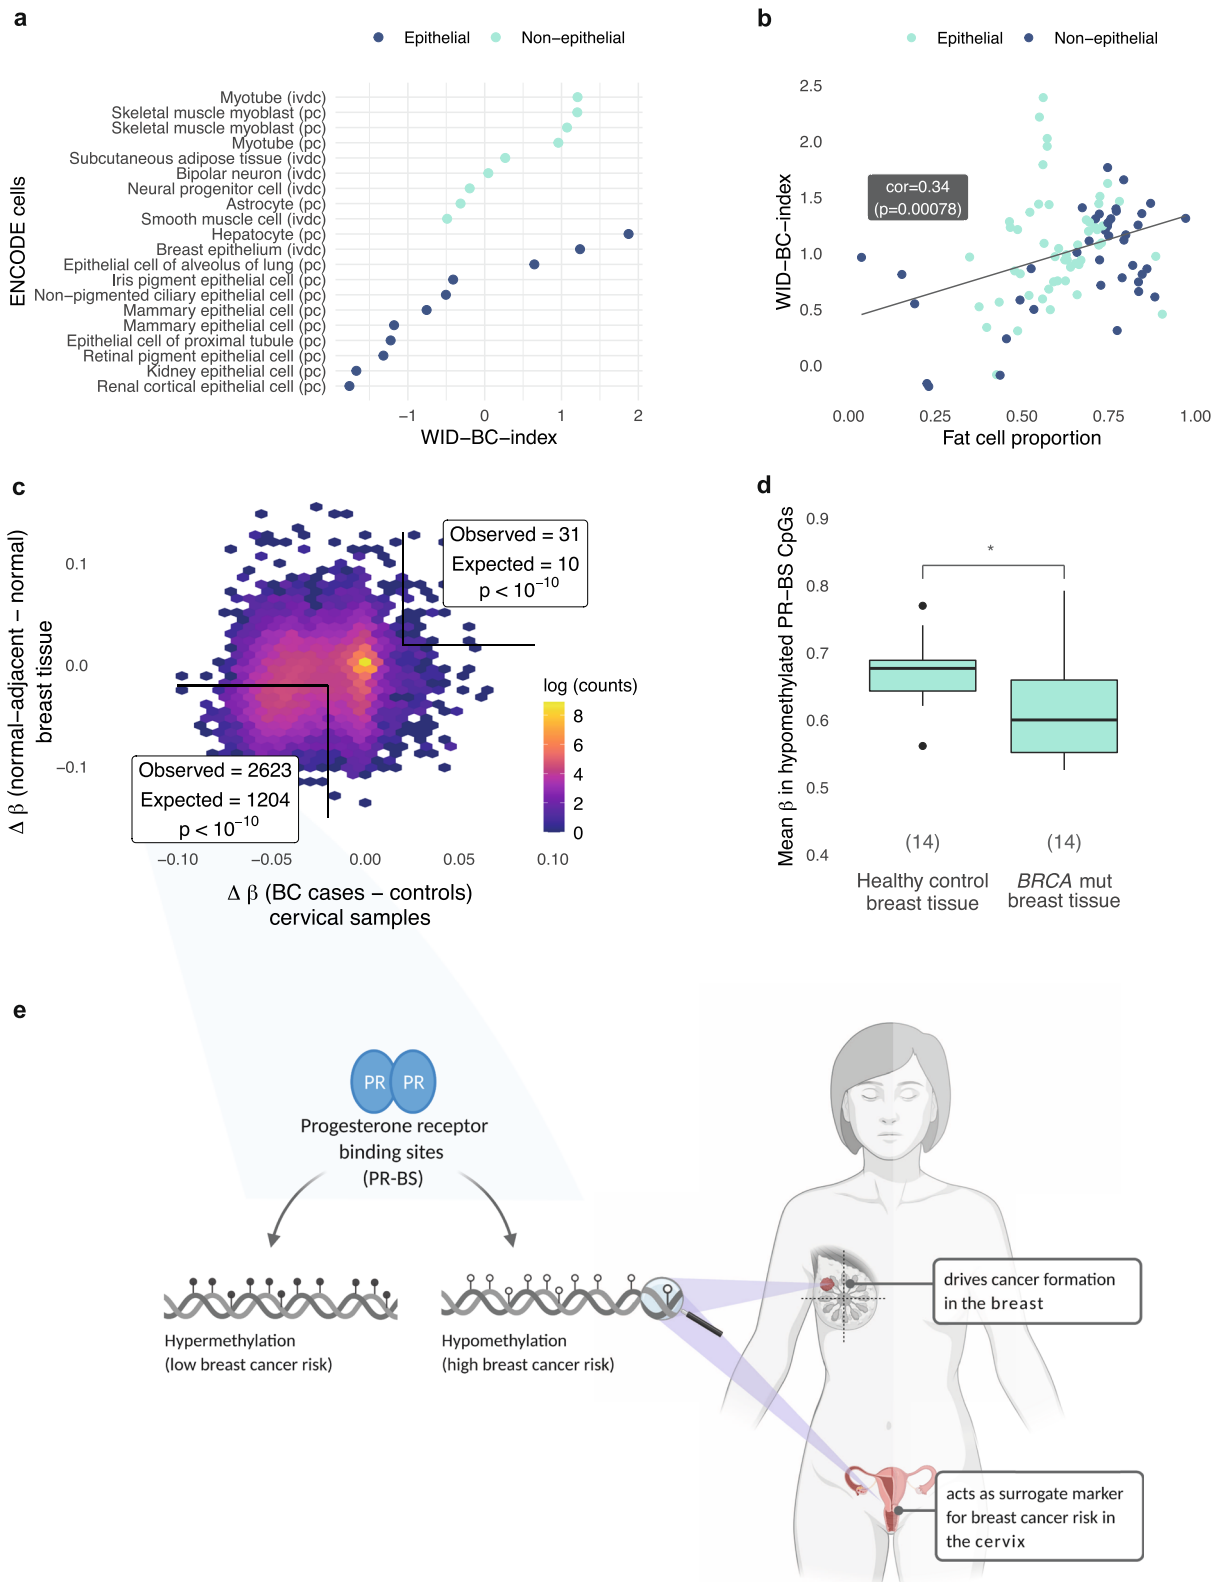 a
Epithelial Non−epithelial
ENCODE cells
Myotube (ivdc)
Skeletal muscle myoblast (pc)
Skeletal muscle myoblast (pc)
Myotube (pc)
Subcutaneous adipose tissue (ivdc)
Bipolar neuron (ivdc)
Neural progenitor cell (ivdc)
Astrocyte (pc)
Smooth muscle cell (ivdc)
Hepatocyte (pc)
Breast epithelium (ivdc)
Epithelial cell of alveolus of lung (pc)
Iris pigment epithelial cell (pc)
Non−pigmented ciliary epithelial cell (pc)
Mammary epithelial cell (pc)
Mammary epithelial cell (pc)
Epithelial cell of proximal tubule (pc)
Retinal pigment epithelial cell (pc)
Kidney epithelial cell (pc)
Renal cortical epithelial cell (pc)
−1 0 1 2
WID−BC−index
b
Epithelial Non−epithelial
WID−BC−index
2.5
2.0
1.5
1.0
0.5
0.0
cor=0.34
(p=0.00078)
0.00 0.25 0.50 0.75 1.00
Fat cell proportion
c
Δ β (normal−adjacent − normal)
breast tissue
0.1
0.0
−0.1
Observed = 31
Expected = 10
p < 10−10
Observed = 2623
Expected = 1204
p < 10−10
log (counts)
8
6
4
2
0
−0.10 −0.05 0.00 0.05 0.10
Δ β (BC cases − controls)
cervical samples
d
Mean β in hypomethylated PR−BS CpGs
0.9
0.8
0.7
0.6
0.5
0.4
*
(14) (14)
Healthy control
breast tissue
BRCA mut
breast tissue
e
PR PR
Progesterone receptor
binding sites
(PR-BS)
Hypermethylation
(low breast cancer risk)
Hypomethylation
(high breast cancer risk)
drives cancer formation
in the breast
acts as surrogate marker
for breast cancer risk in
the cervix